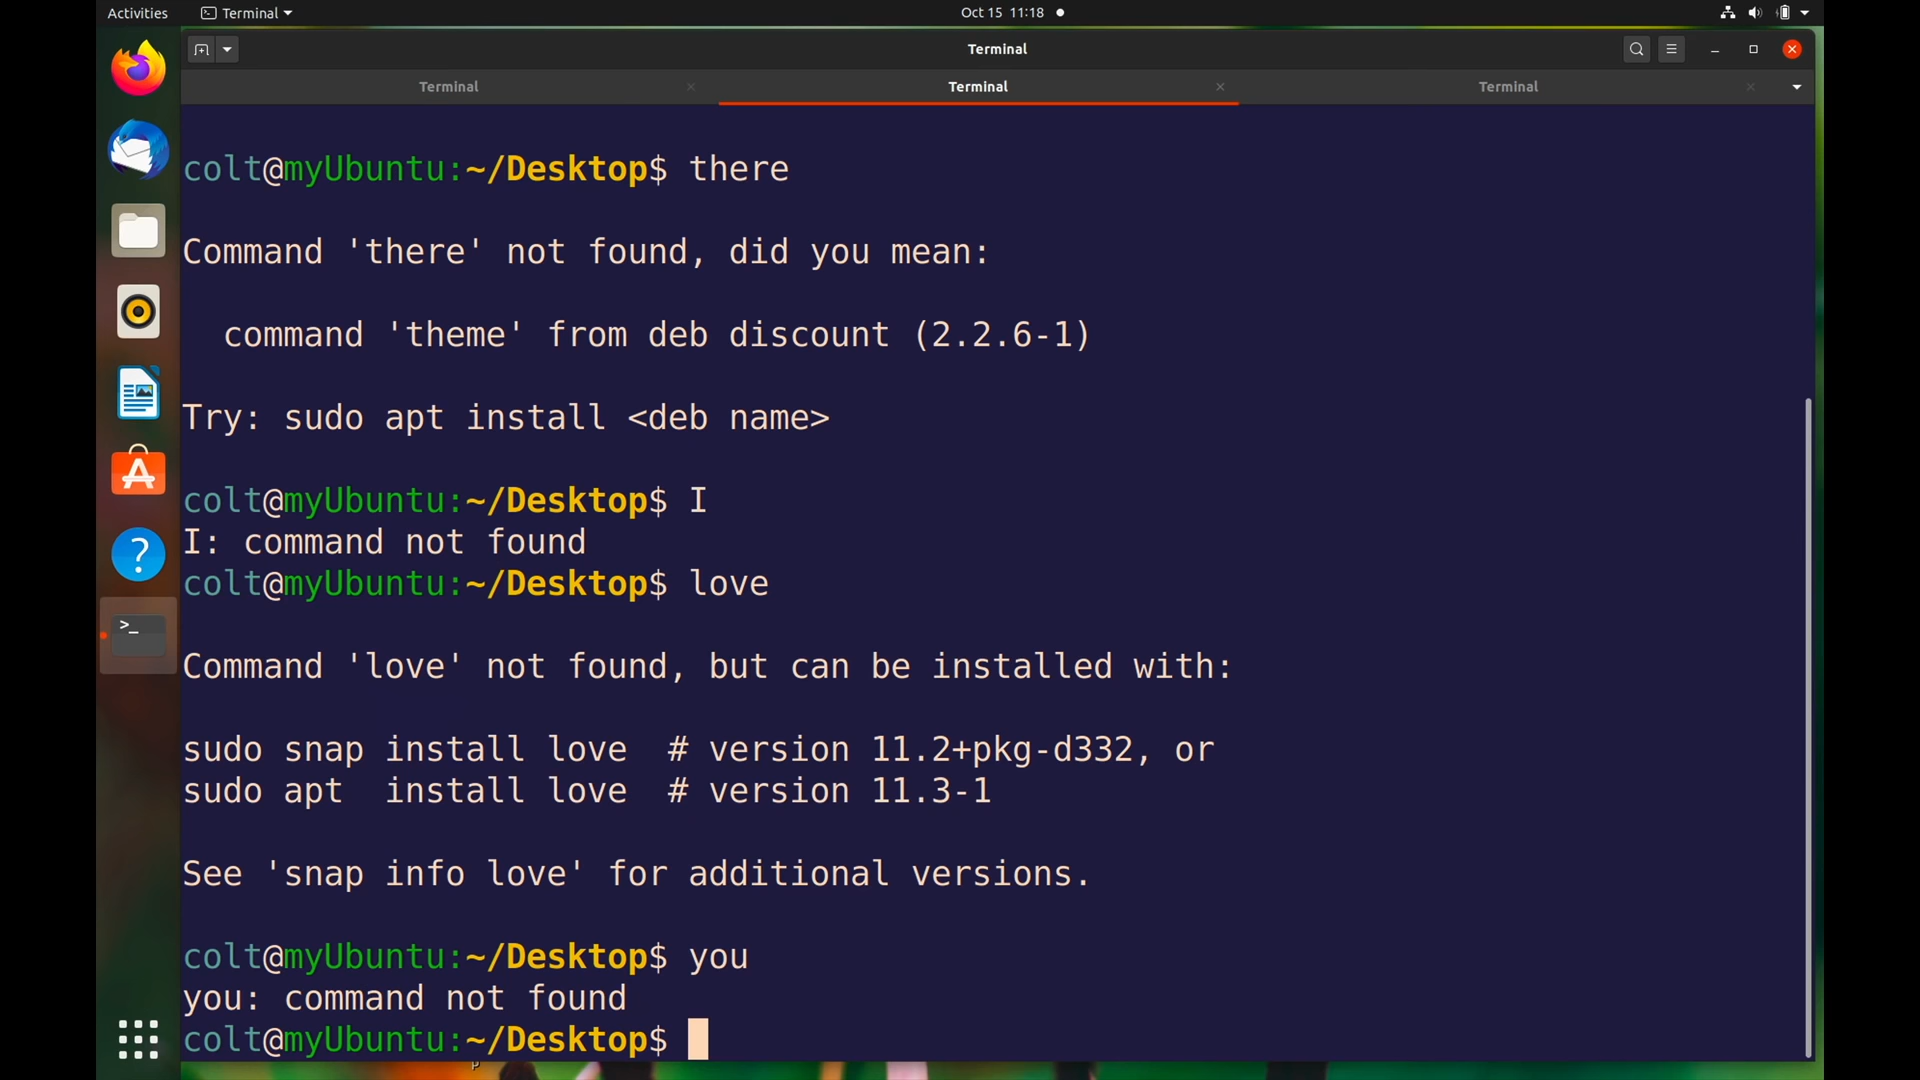 Activities
Terminal
Oct 15 11:18
Terminal
Terminal
Terminal
Terminal
colt@myUbuntu:~/Desktop$ there
Command 'there' not found, did you mean:
command 'theme' from deb discount (2.2.6-1)
Try: sudo apt install <deb name>
colt@myUbuntu:~/Desktop$ I
I: command not found
colt@myUbuntu:~/Desktop$ love
Command 'love' not found, but can be installed with:
sudo snap install love  # version 11.2+pkg-d332, or
sudo apt  install love  # version 11.3-1
See 'snap info love' for additional versions.
colt@myUbuntu:~/Desktop$ you
you: command not found
colt@myUbuntu:~/Desktop$